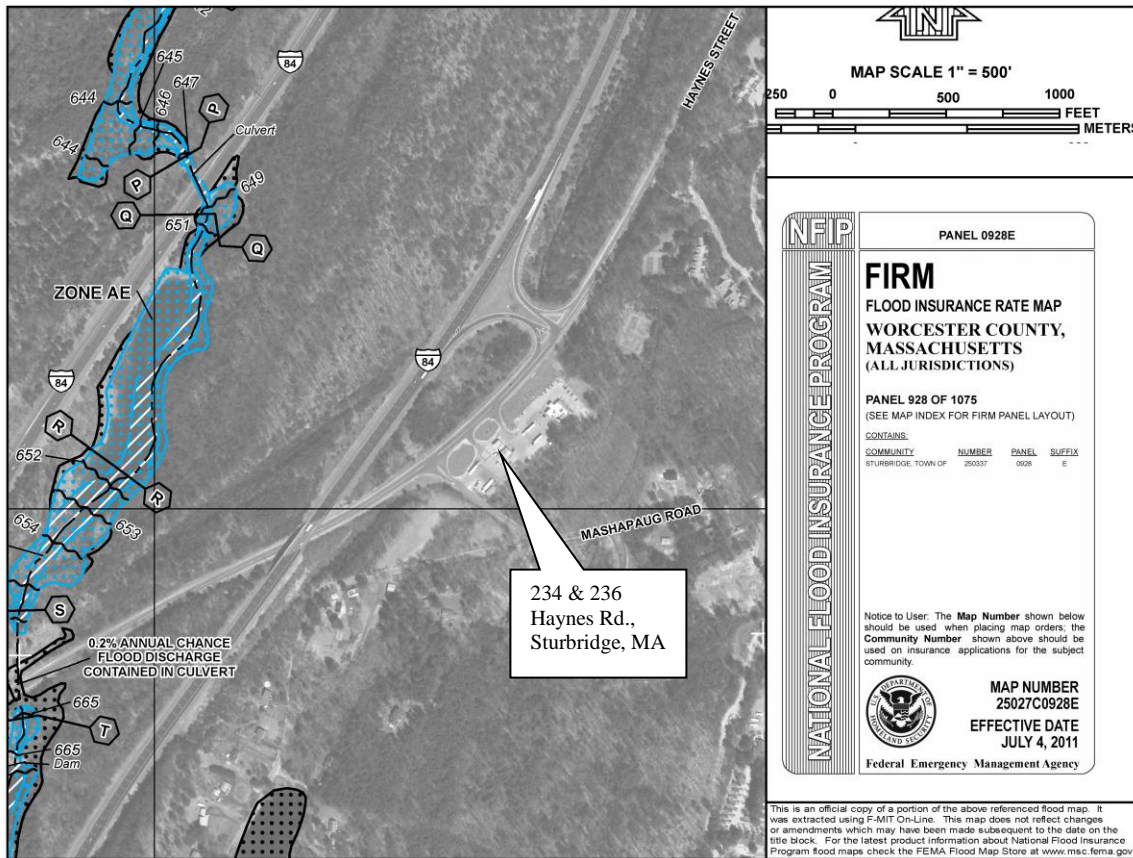 645
647
646
644
644
P
P
84
HAYNES STREET
Culvert
649
Q
651
Q
ZONE AE
84
84
R
652
R
654
653
MASHAPAUG ROAD
234 & 236
Haynes Rd.,
Sturbridge, MA
S
0.2% ANNUAL CHANCE
FLOOD DISCHARGE
CONTAINED IN CULVERT
665
T
665
Dam
N
MAP SCALE 1" = 500'
250 0 500 1000
FEET
METERS
NFIP
PANEL 0928E
NATIONAL FLOOD INSURANCE PROGRAM
FIRM
FLOOD INSURANCE RATE MAP
WORCESTER COUNTY,
MASSACHUSETTS
(ALL JURISDICTIONS)
PANEL 928 OF 1075
(SEE MAP INDEX FOR FIRM PANEL LAYOUT)
CONTAINS:
COMMUNITY NUMBER PANEL SUFFIX
STURBRIDGE, TOWN OF 250337 0928 E
Notice to User: The Map Number shown below
should be used when placing map orders; the
Community Number shown above should be
used on insurance applications for the subject
community.
U.S. DEPARTMENT OF
HOMELAND SECURITY
MAP NUMBER
25027C0928E
EFFECTIVE DATE
JULY 4, 2011
Federal Emergency Management Agency
This is an official copy of a portion of the above referenced flood map. It
was extracted using F-MIT On-Line. This map does not reflect changes
or amendments which may have been made subsequent to the date on the
title block. For the latest product information about National Flood Insurance
Program flood maps check the FEMA Flood Map Store at www.msc.fema.gov